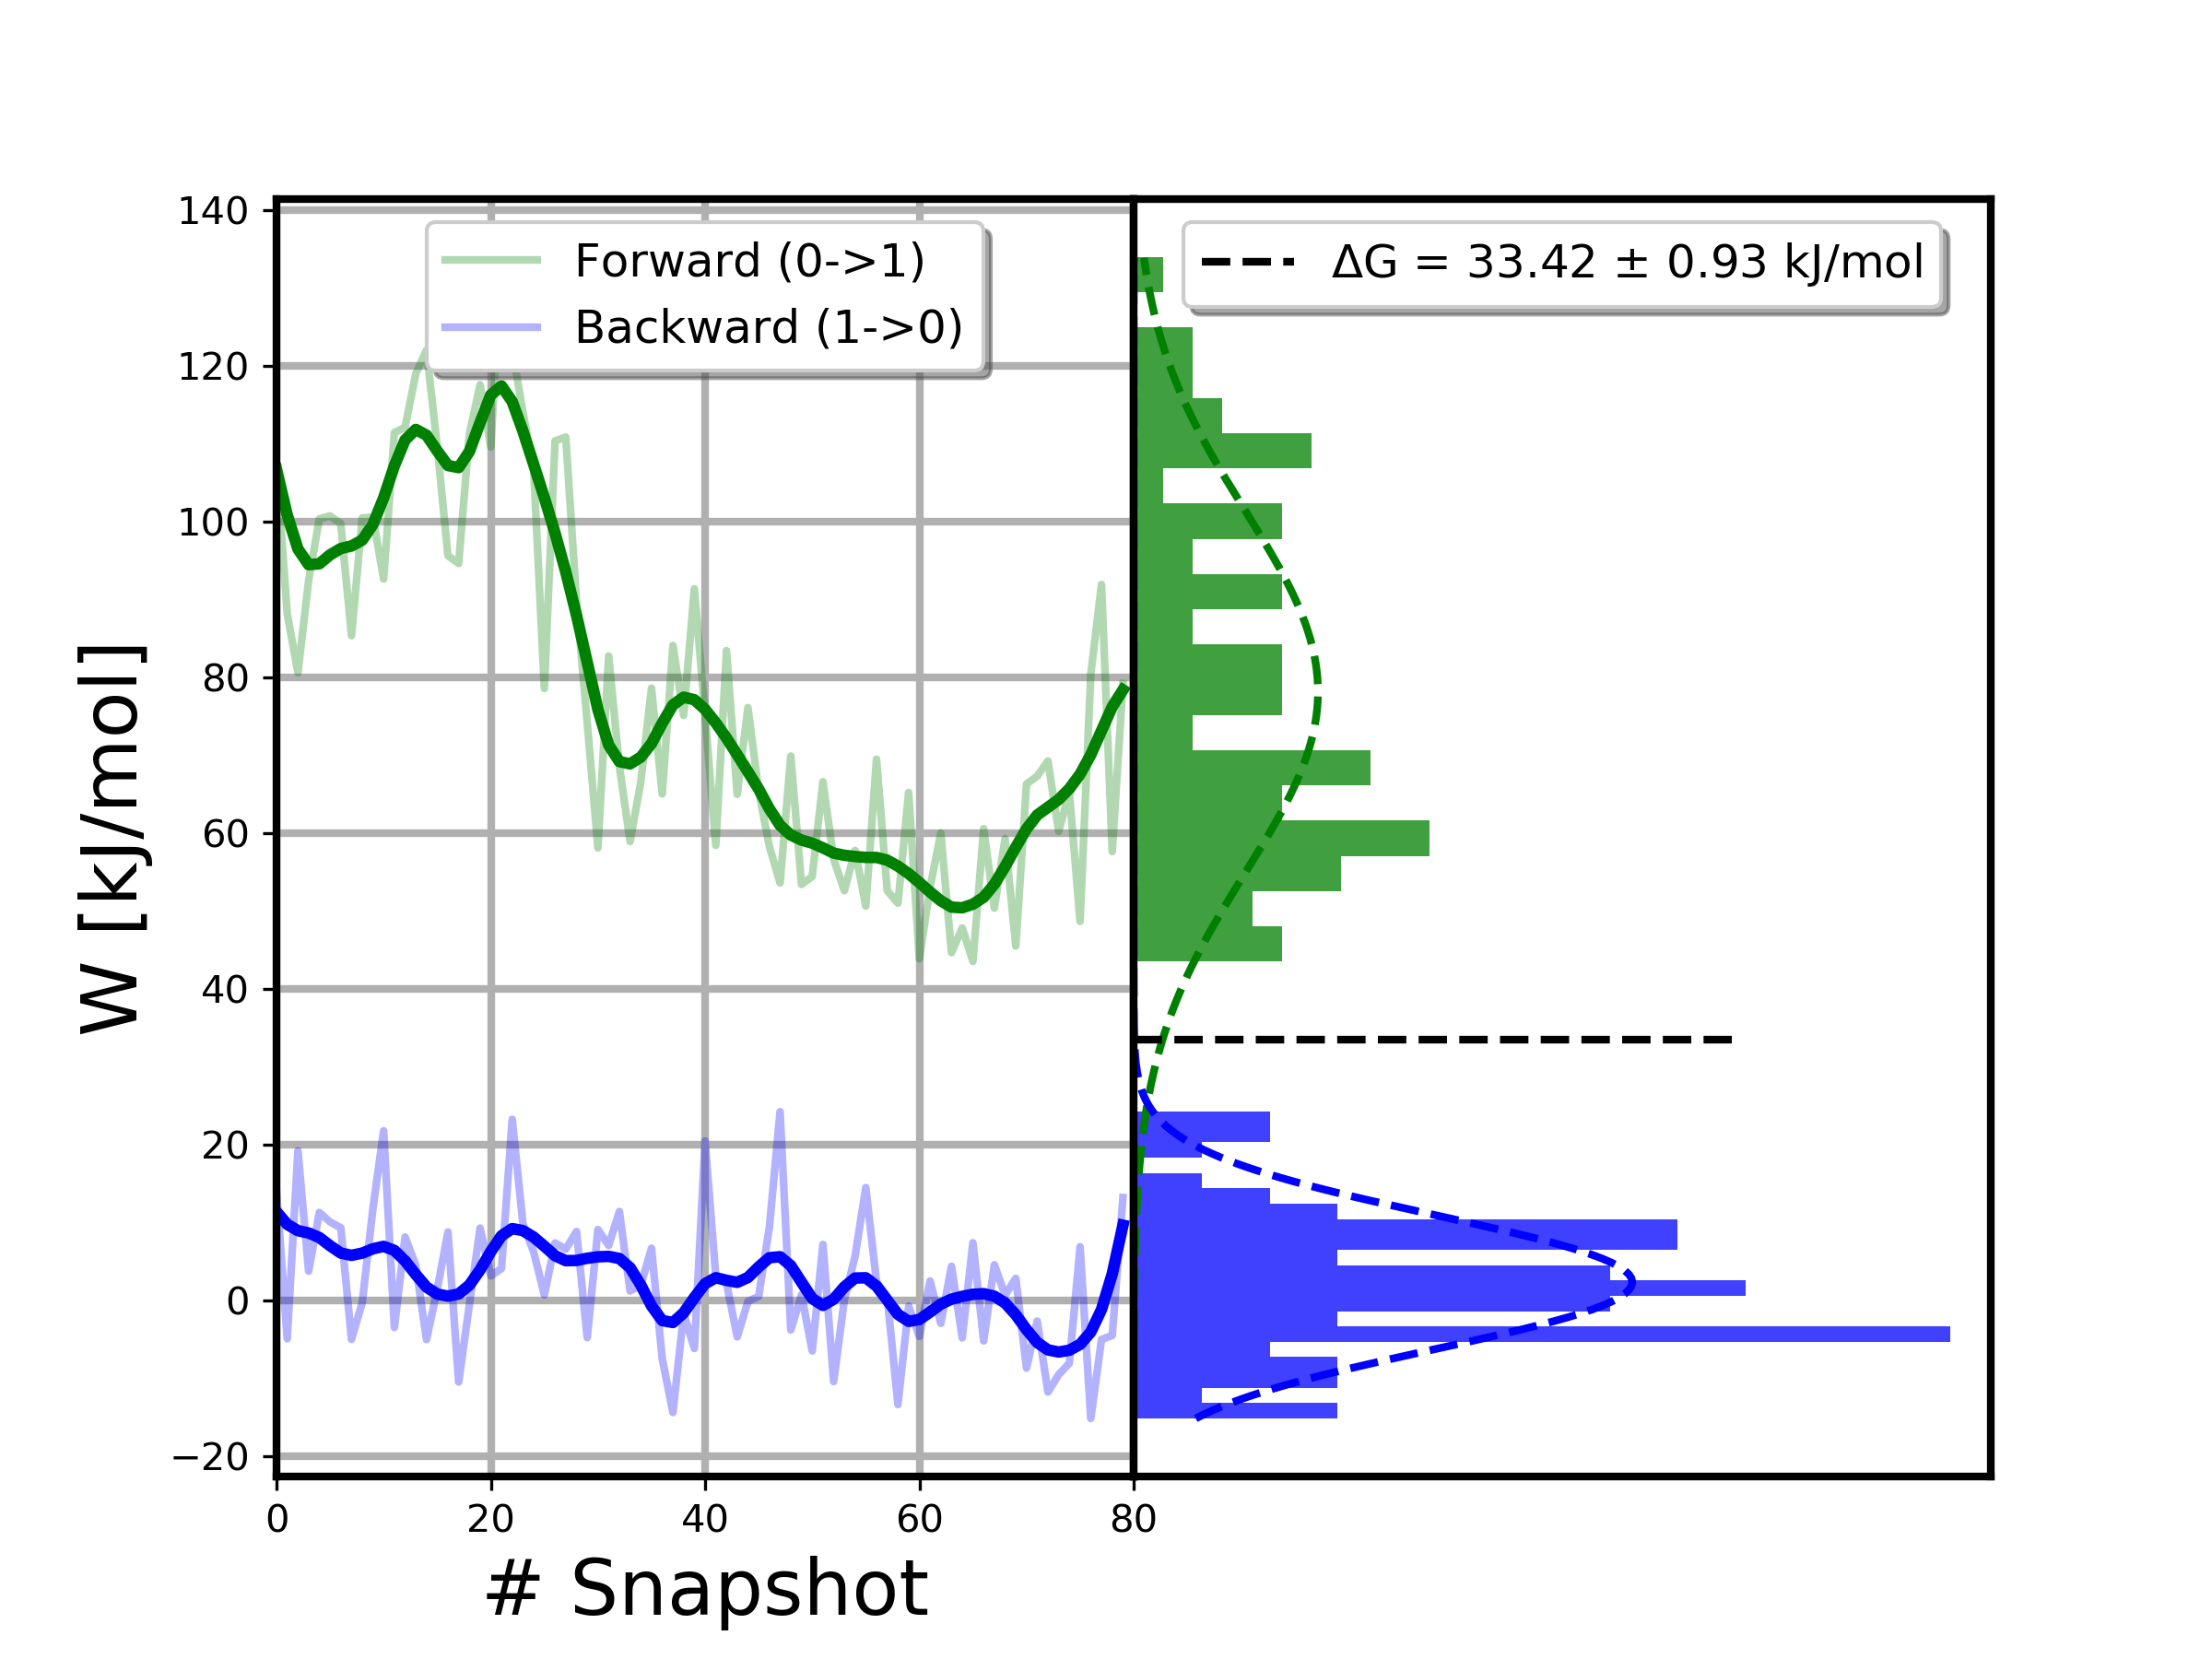 140
120
100
80
60
40
20
0
−20
W [kJ/mol]
Forward (0->1)
Backward (1->0)
ΔG = 33.42 ± 0.93 kJ/mol
0 20 40 60 80
# Snapshot